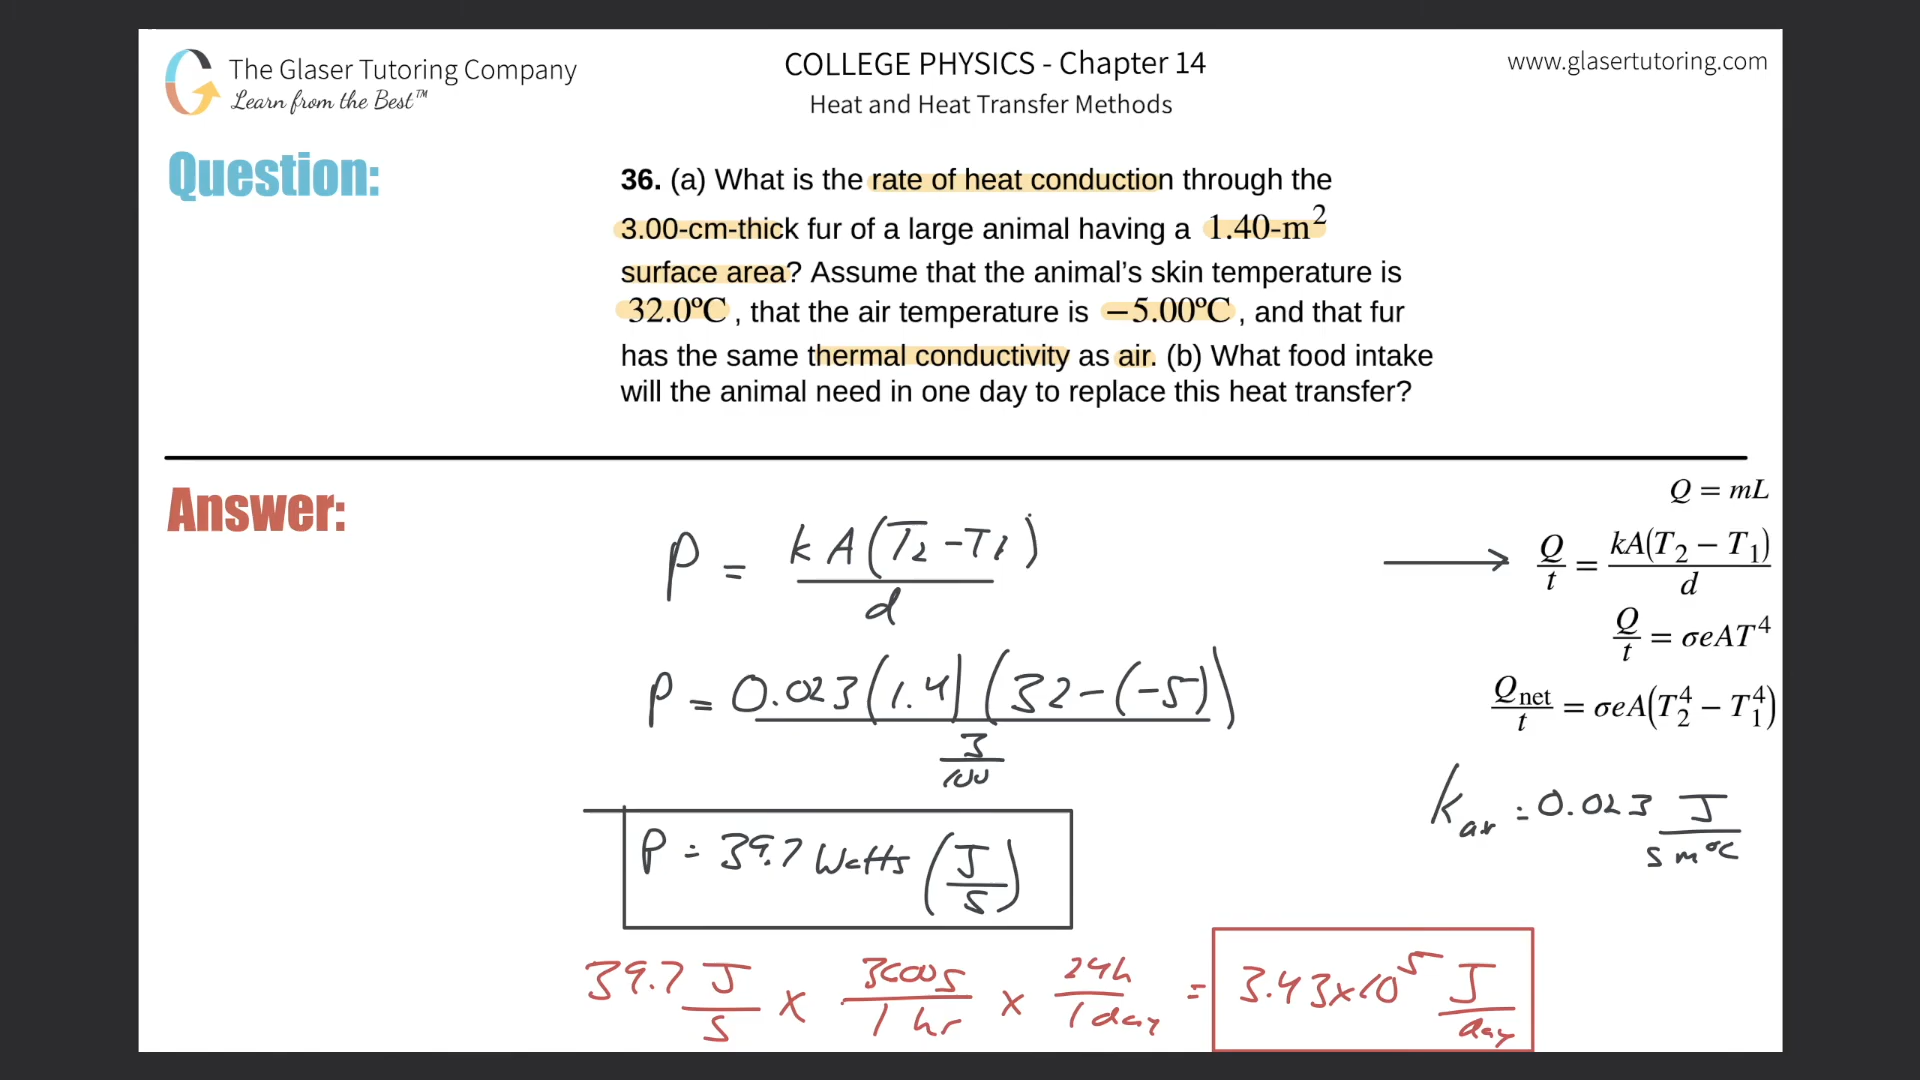 The Glaser Tutoring Company
Learn from the Best™
COLLEGE PHYSICS - Chapter 14
Heat and Heat Transfer Methods
www.glasertutoring.com
Question:
36. (a) What is the rate of heat conduction through the
3.00-cm-thick fur of a large animal having a 1.40-m²
surface area? Assume that the animal's skin temperature is
32.0ºC , that the air temperature is −5.00ºC , and that fur
has the same thermal conductivity as air. (b) What food intake
will the animal need in one day to replace this heat transfer?
Answer:
P = kA(T₂-T₁)/d
P = 0.023(1.4)(32-(-5))/(3/100)
P = 39.7 Watts (J/s)
39.7 J/s x 3600s/1 hr x 24h/1 day = 3.43x10⁵ J/day
Q = mL
→ Q/t = kA(T₂ − T₁)/d
Q/t = σeAT⁴
Qnet/t = σeA(T₂⁴ − T₁⁴)
kair = 0.023 J/s m °C